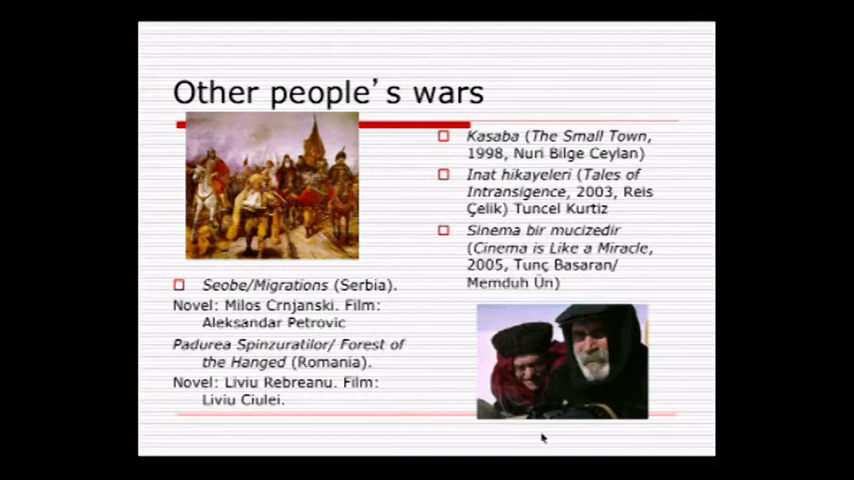 Other people’s wars
Seobe/Migrations (Serbia).
Novel: Milos Crnjanski. Film:
Aleksandar Petrovic
Padurea Spinzuratilor/ Forest of
the Hanged (Romania).
Novel: Liviu Rebreanu. Film:
Liviu Ciulei.
Kasaba (The Small Town,
1998, Nuri Bilge Ceylan)
Inat hikayeleri (Tales of
Intransigence, 2003, Reis
Çelik) Tuncel Kurtiz
Sinema bir mucizedir
(Cinema is Like a Miracle,
2005, Tunç Basaran/
Memduh Ün)